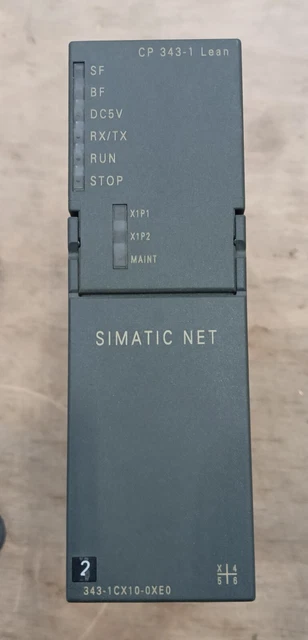 CP 343-1 Lean
SF
BF
DC5V
RX/TX
RUN
STOP
X1P1
X1P2
MAINT
SIMATIC NET
2
343-1CX10-0XE0
X 4
5 6